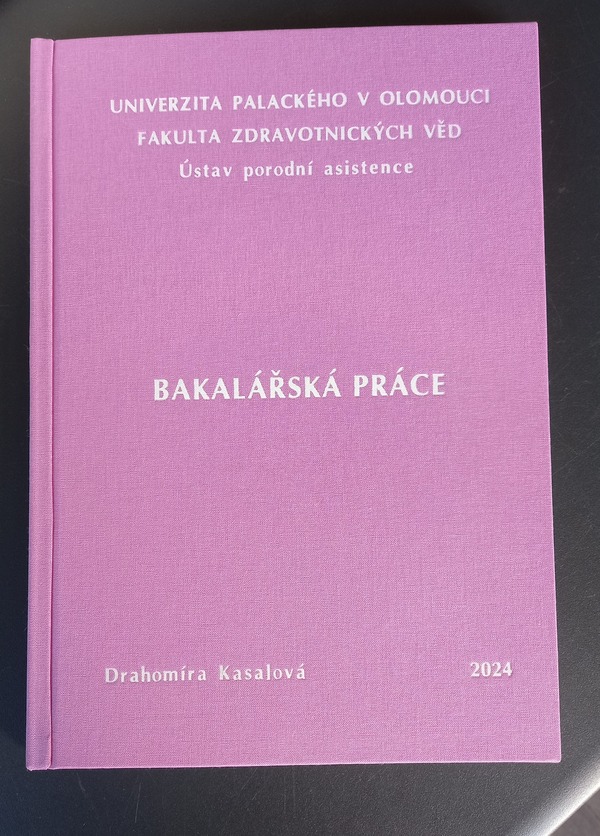 UNIVERZITA PALACKÉHO V OLOMOUCI
FAKULTA ZDRAVOTNICKÝCH VĚD
Ústav porodní asistence
BAKALÁŘSKÁ PRÁCE
Drahomíra Kasalová 2024